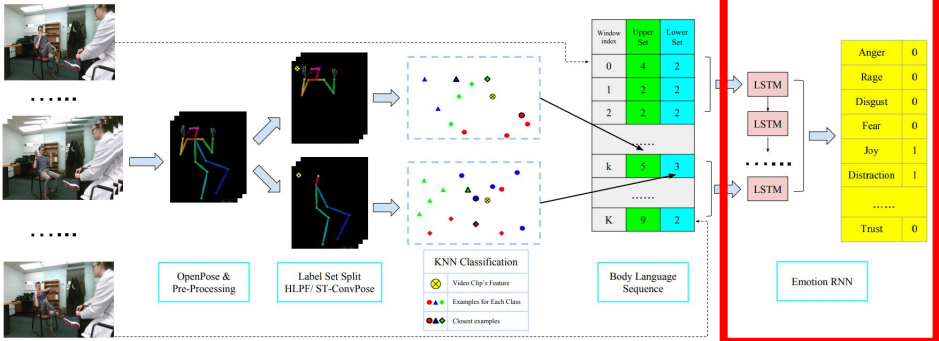 Window index Upper Set Lower Set
0 4 2
1 2 2
2 2 2
......
k 5 3
......
K 9 2
LSTM
LSTM
......
LSTM
Anger 0
Rage 0
Disgust 0
Fear 0
Joy 1
Distraction 1
......
Trust 0
OpenPose &
Pre-Processing
Label Set Split
HLPF/ ST-ConvPose
KNN Classification
Video Clip's Feature
Examples for Each Class
Closest examples
Body Language
Sequence
Emotion RNN